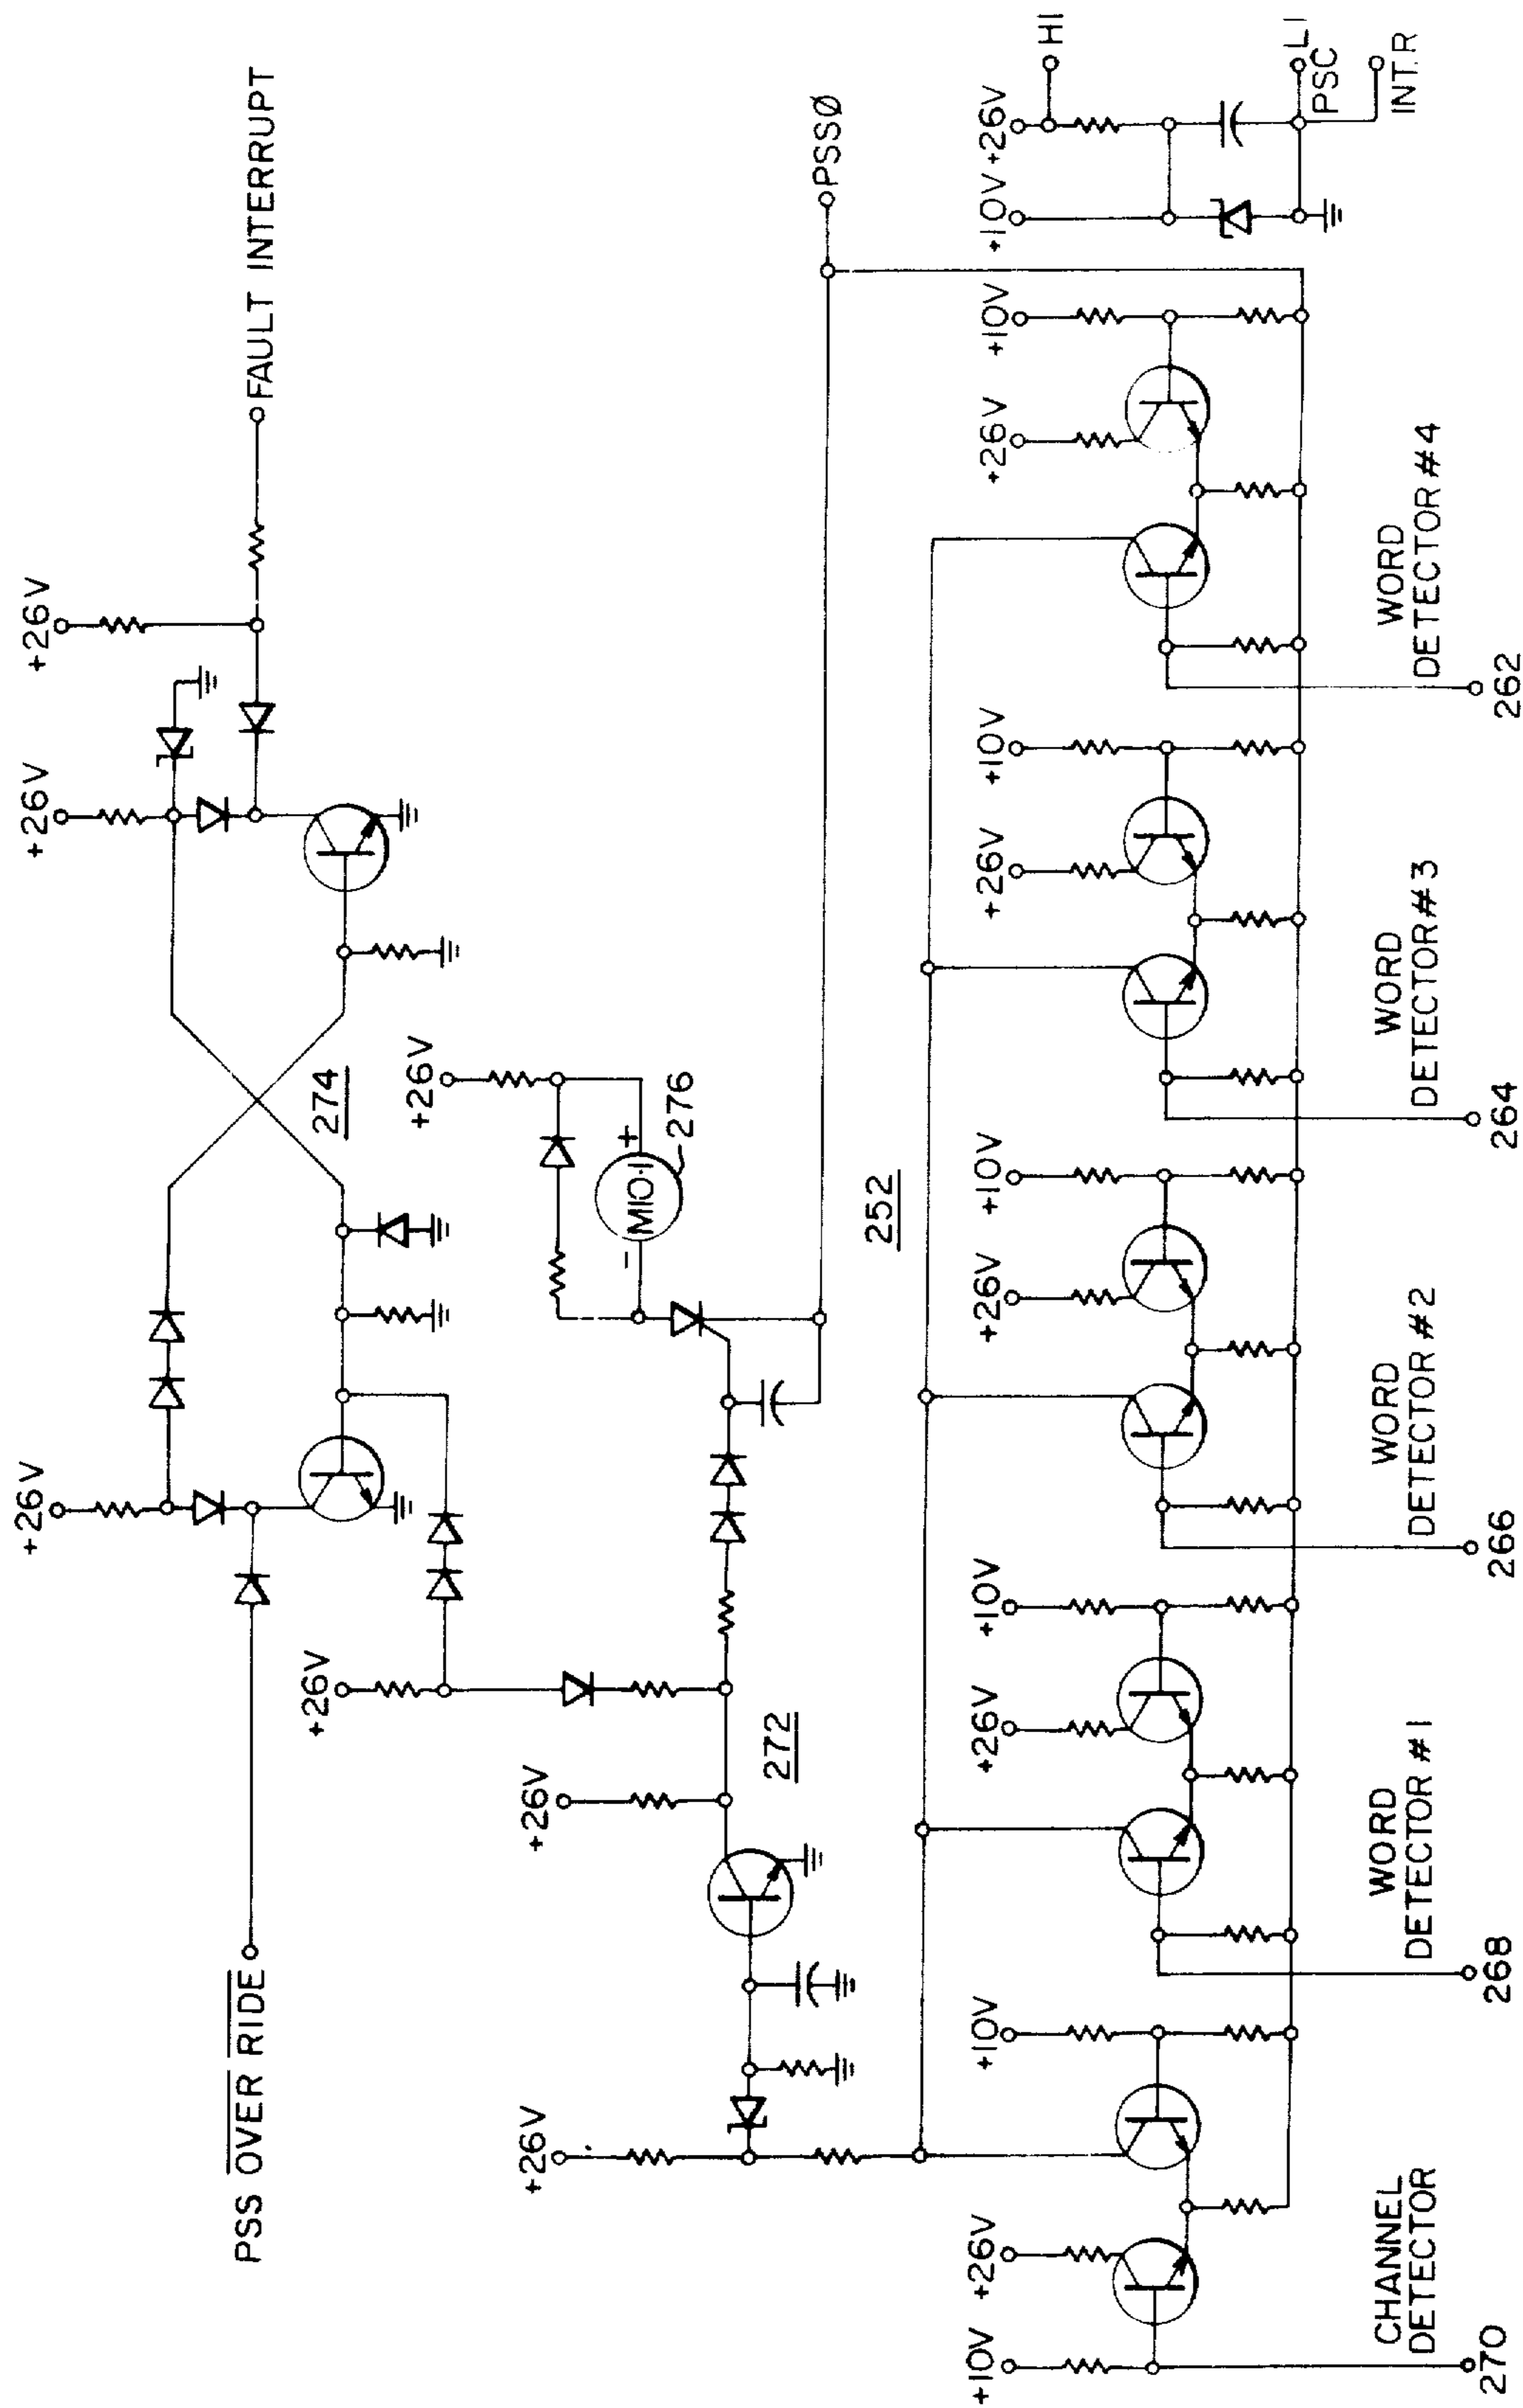 PSS OVER RIDE
+26V
+26V
+26V
FAULT INTERRUPT
274
+26V
+26V
M10-1
+
-
276
+26V
272
+26V
PSSØ
252
+10V
+26V
+10V
+26V
+10V
+26V
+10V
+26V
+10V
+26V
+10V
+10V
+26V
HI
LI
PSC
INT. R
CHANNEL
DETECTOR
270
WORD
DETECTOR #1
268
WORD
DETECTOR #2
266
WORD
DETECTOR #3
264
WORD
DETECTOR #4
262